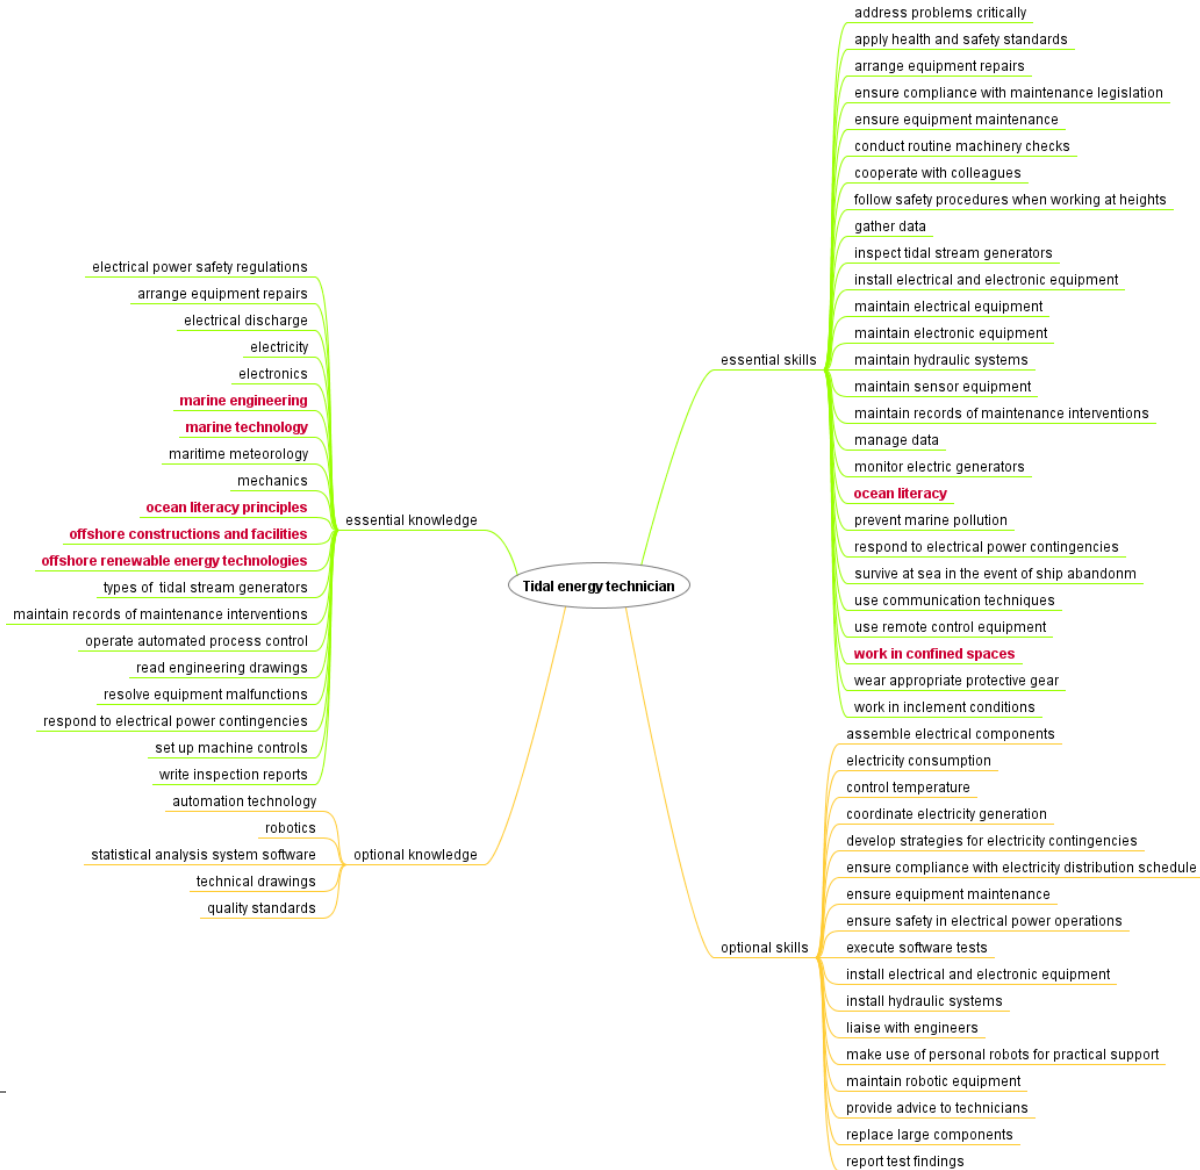 Tidal energy technician
essential knowledge
electrical power safety regulations
arrange equipment repairs
electrical discharge
electricity
electronics
marine engineering
marine technology
maritime meteorology
mechanics
ocean literacy principles
offshore constructions and facilities
offshore renewable energy technologies
types of tidal stream generators
maintain records of maintenance interventions
operate automated process control
read engineering drawings
resolve equipment malfunctions
respond to electrical power contingencies
set up machine controls
write inspection reports
optional knowledge
automation technology
robotics
statistical analysis system software
technical drawings
quality standards
essential skills
address problems critically
apply health and safety standards
arrange equipment repairs
ensure compliance with maintenance legislation
ensure equipment maintenance
conduct routine machinery checks
cooperate with colleagues
follow safety procedures when working at heights
gather data
inspect tidal stream generators
install electrical and electronic equipment
maintain electrical equipment
maintain electronic equipment
maintain hydraulic systems
maintain sensor equipment
maintain records of maintenance interventions
manage data
monitor electric generators
ocean literacy
prevent marine pollution
respond to electrical power contingencies
survive at sea in the event of ship abandonm
use communication techniques
use remote control equipment
work in confined spaces
wear appropriate protective gear
work in inclement conditions
optional skills
assemble electrical components
electricity consumption
control temperature
coordinate electricity generation
develop strategies for electricity contingencies
ensure compliance with electricity distribution schedule
ensure equipment maintenance
ensure safety in electrical power operations
execute software tests
install electrical and electronic equipment
install hydraulic systems
liaise with engineers
make use of personal robots for practical support
maintain robotic equipment
provide advice to technicians
replace large components
report test findings